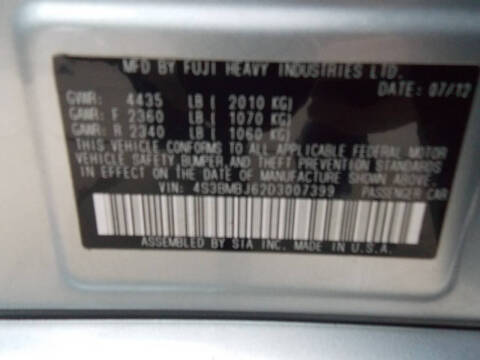 MFD BY FUJI HEAVY INDUSTRIES LTD.
DATE: 07/12
GVWR: 4435 LB ( 2010 KG)
GAWR: F 2360 LB ( 1070 KG)
GAWR: R 2340 LB ( 1060 KG)
THIS VEHICLE CONFORMS TO ALL APPLICABLE FEDERAL MOTOR
VEHICLE SAFETY, BUMPER, AND THEFT PREVENTION STANDARDS
IN EFFECT ON THE DATE OF MANUFACTURE SHOWN ABOVE.
VIN: 4S3BMBJ62D3007399 PASSENGER CAR
ASSEMBLED BY SIA INC. MADE IN U.S.A.